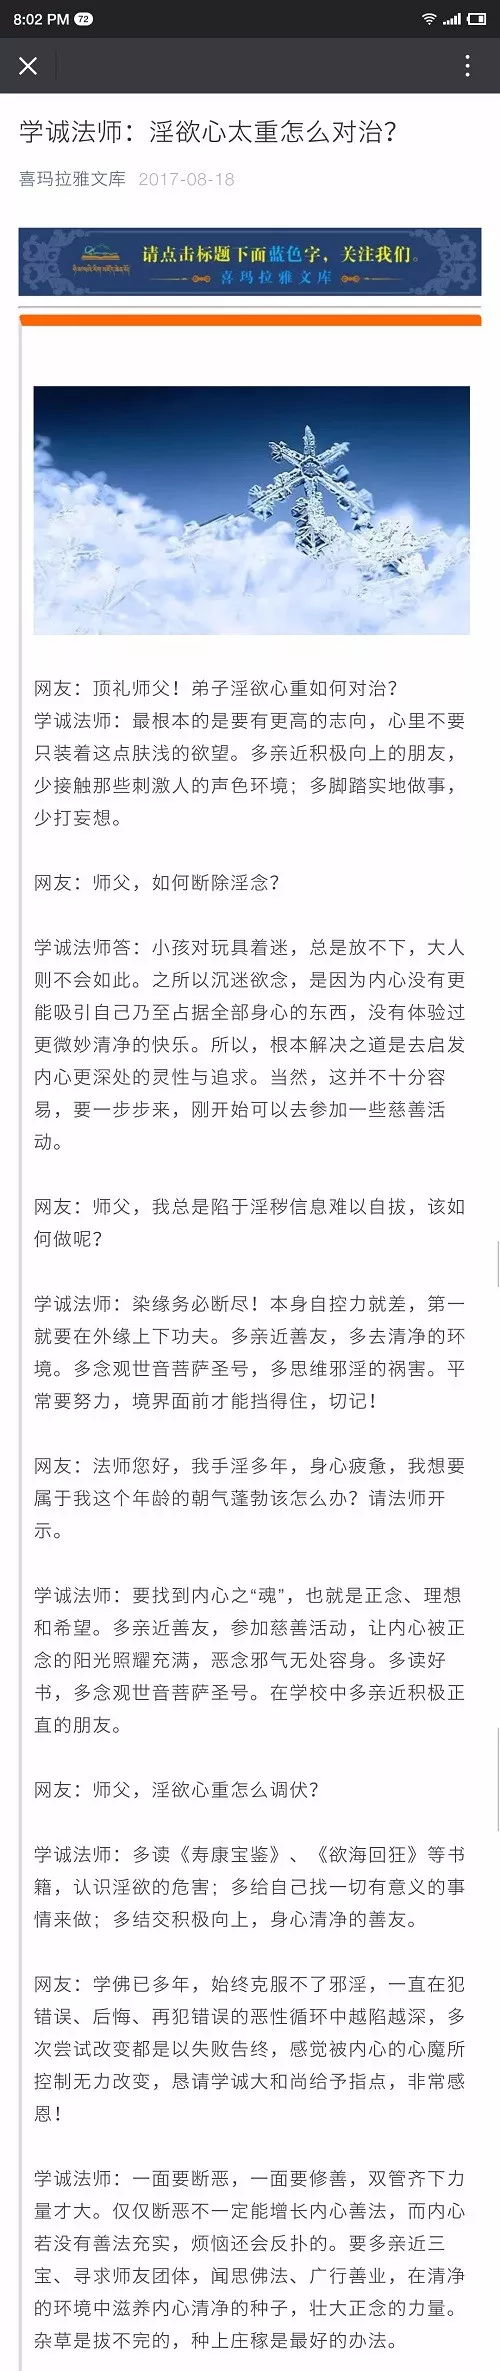 8:02 PM 72
学诚法师：淫欲心太重怎么对治？
喜玛拉雅文库 2017-08-18
请点击标题下面蓝色字，关注我们。
喜玛拉雅文库
网友：顶礼师父！弟子淫欲心重如何对治？
学诚法师：最根本的是要有更高的志向，心里不要
只装着这点肤浅的欲望。多亲近积极向上的朋友，
少接触那些刺激人的声色环境；多脚踏实地做事，
少打妄想。
网友：师父，如何断除淫念？
学诚法师答：小孩对玩具着迷，总是放不下，大人
则不会如此。之所以沉迷欲念，是因为内心没有更
能吸引自己乃至占据全部身心的东西，没有体验过
更微妙清净的快乐。所以，根本解决之道是去启发
内心更深处的灵性与追求。当然，这并不十分容
易，要一步步来，刚开始可以去参加一些慈善活
动。
网友：师父，我总是陷于淫秽信息难以自拔，该如
何做呢？
学诚法师：染缘务必断尽！本身自控力就差，第一
就要在外缘上下功夫。多亲近善友，多去清净的环
境。多念观世音菩萨圣号，多思维邪淫的祸害。平
常要努力，境界面前才能挡得住，切记！
网友：法师您好，我手淫多年，身心疲惫，我想要
属于我这个年龄的朝气蓬勃该怎么办？请法师开
示。
学诚法师：要找到内心之“魂”，也就是正念、理想
和希望。多亲近善友，参加慈善活动，让内心被正
念的阳光照耀充满，恶念邪气无处容身。多读好
书，多念观世音菩萨圣号。在学校中多亲近积极正
直的朋友。
网友：师父，淫欲心重怎么调伏？
学诚法师：多读《寿康宝鉴》、《欲海回狂》等书
籍，认识淫欲的危害；多给自己找一切有意义的事
情来做；多结交积极向上，身心清净的善友。
网友：学佛已多年，始终克服不了邪淫，一直在犯
错误、后悔、再犯错误的恶性循环中越陷越深，多
次尝试改变都是以失败告终，感觉被内心的心魔所
控制无力改变，恳请学诚大和尚给予指点，非常感
恩！
学诚法师：一面要断恶，一面要修善，双管齐下力
量才大。仅仅断恶不一定能增长内心善法，而内心
若没有善法充实，烦恼还会反扑的。要多亲近三
宝、寻求师友团体，闻思佛法、广行善业，在清净
的环境中滋养内心清净的种子，壮大正念的力量。
杂草是拔不完的，种上庄稼是最好的办法。